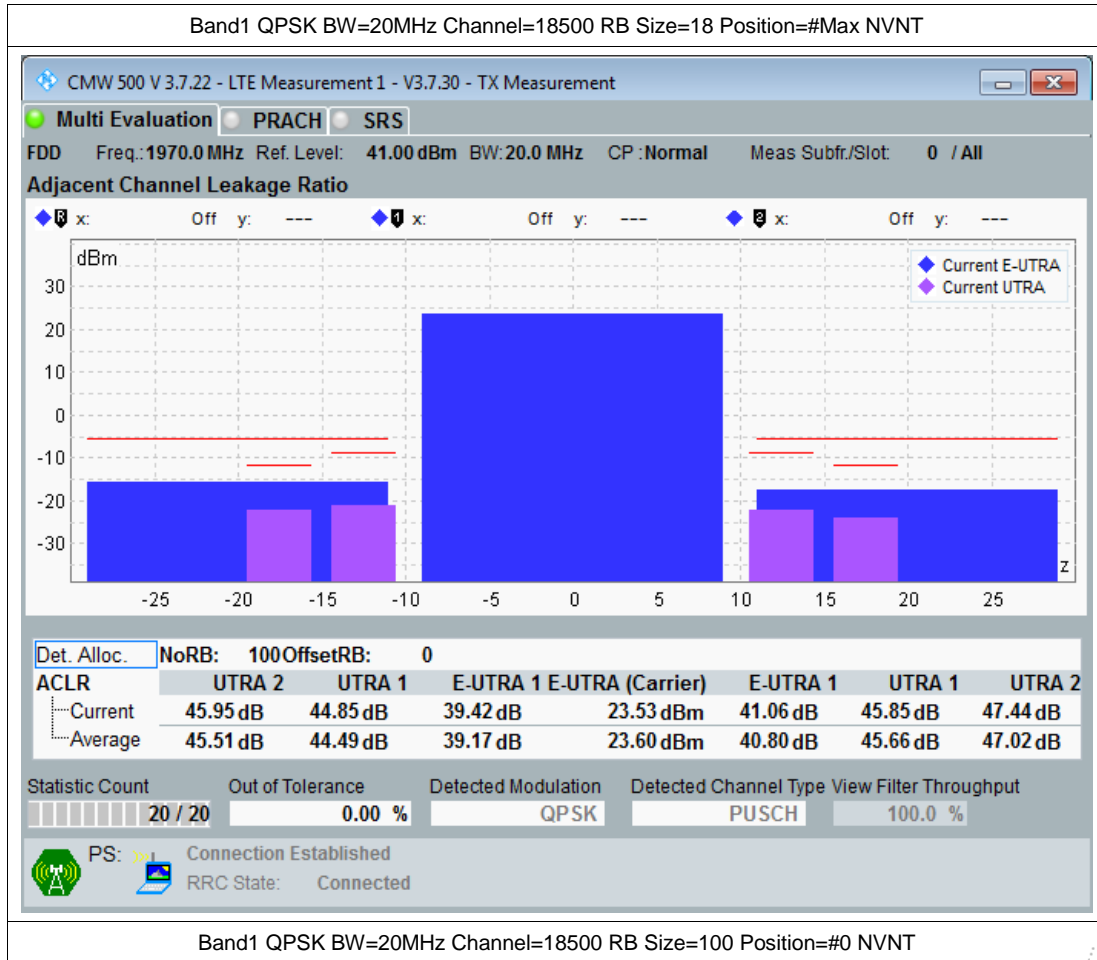 Band1 QPSK BW=20MHz Channel=18500 RB Size=18 Position=#Max NVNT
CMW 500 V 3.7.22 - LTE Measurement 1 - V3.7.30 - TX Measurement
Multi Evaluation PRACH SRS
FDD Freq.:1970.0 MHz Ref. Level: 41.00 dBm BW:20.0 MHz CP :Normal Meas Subfr./Slot: 0 / All
Adjacent Channel Leakage Ratio
R x: Off y: --- 1 x: Off y: --- 2 x: Off y: ---
dBm
Current E-UTRA
Current UTRA
30
20
10
0
-10
-20
-30
z
-25 -20 -15 -10 -5 0 5 10 15 20 25
Det. Alloc. NoRB: 100 OffsetRB: 0
ACLR UTRA 2 UTRA 1 E-UTRA 1 E-UTRA (Carrier) E-UTRA 1 UTRA 1 UTRA 2
Current 45.95 dB 44.85 dB 39.42 dB 23.53 dBm 41.06 dB 45.85 dB 47.44 dB
Average 45.51 dB 44.49 dB 39.17 dB 23.60 dBm 40.80 dB 45.66 dB 47.02 dB
Statistic Count Out of Tolerance Detected Modulation Detected Channel Type View Filter Throughput
20 / 20 0.00 % QPSK PUSCH 100.0 %
PS: Connection Established
RRC State: Connected
Band1 QPSK BW=20MHz Channel=18500 RB Size=100 Position=#0 NVNT